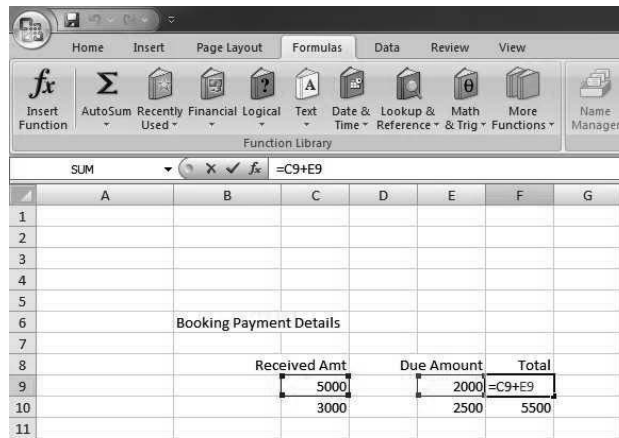 Home Insert Page Layout Formulas Data Review View
fx Σ ? A θ
Insert Function AutoSum Recently Used Financial Logical Text Date & Time Lookup & Reference Math & Trig More Functions Name Manager
Function Library
SUM fx =C9+E9
A B C D E F G
1
2
3
4
5
6 Booking Payment Details
7
8 Received Amt Due Amount Total
9 5000 2000 =C9+E9
10 3000 2500 5500
11